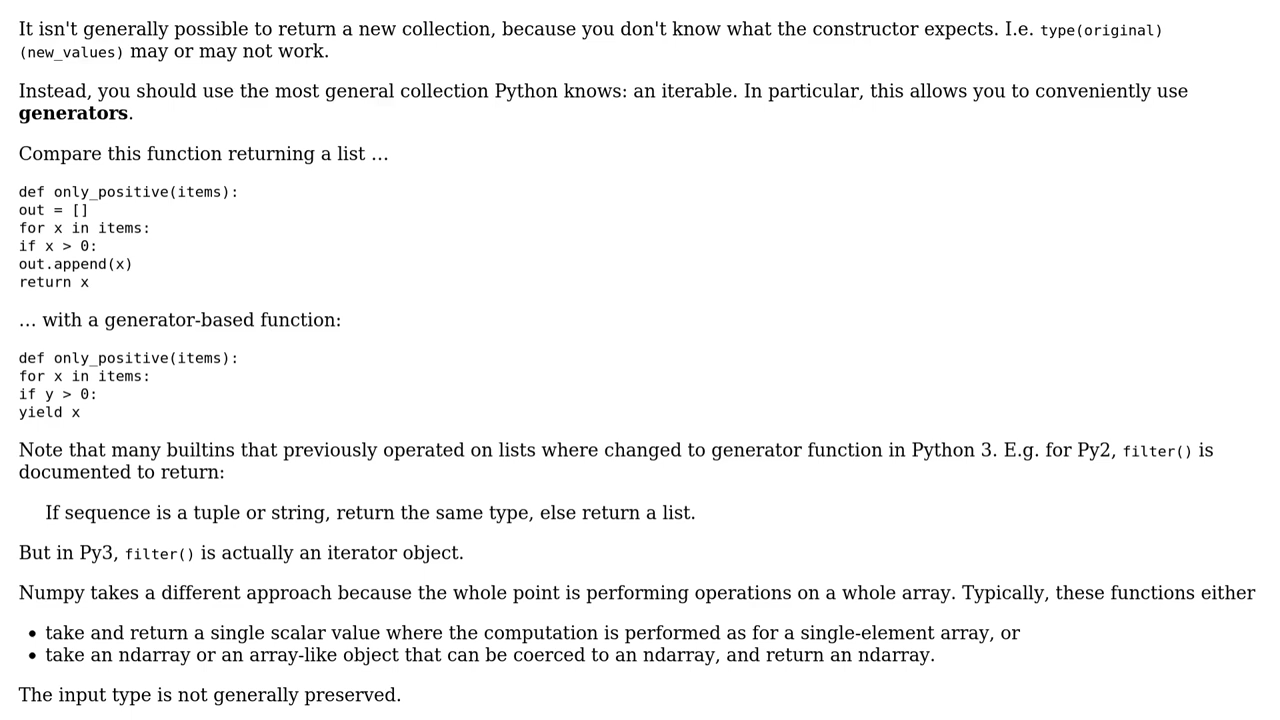 It isn't generally possible to return a new collection, because you don't know what the constructor expects. I.e. type(original)
(new_values) may or may not work.
Instead, you should use the most general collection Python knows: an iterable. In particular, this allows you to conveniently use
generators.
Compare this function returning a list …
def only_positive(items):
out = []
for x in items:
if x > 0:
out.append(x)
return x
… with a generator-based function:
def only_positive(items):
for x in items:
if y > 0:
yield x
Note that many builtins that previously operated on lists where changed to generator function in Python 3. E.g. for Py2, filter() is
documented to return:
If sequence is a tuple or string, return the same type, else return a list.
But in Py3, filter() is actually an iterator object.
Numpy takes a different approach because the whole point is performing operations on a whole array. Typically, these functions either
• take and return a single scalar value where the computation is performed as for a single-element array, or
• take an ndarray or an array-like object that can be coerced to an ndarray, and return an ndarray.
The input type is not generally preserved.